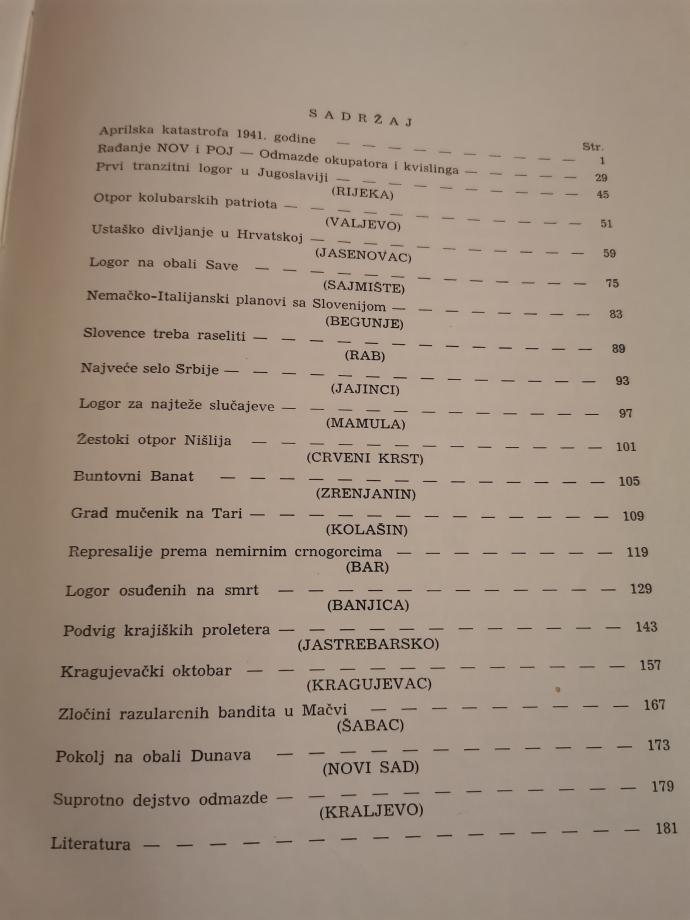 SADRŽAJ
Str.
Aprilska katastrofa 1941. godine — — — — — — — — 1
Rađanje NOV i POJ — Odmazde okupatora i kvislinga — — — — — 29
Prvi tranzitni logor u Jugoslaviji — — — — — — — — 45
(RIJEKA)
Otpor kolubarskih patriota — — — — — — — — — — 51
(VALJEVO)
Ustaško divljanje u Hrvatskoj — — — — — — — — — 59
(JASENOVAC)
Logor na obali Save — — — — — — — — — — — 75
(SAJMIŠTE)
Nemačko-Italijanski planovi sa Slovenijom — — — — — — — 83
(BEGUNJE)
Slovence treba raseliti — — — — — — — — — — — 89
(RAB)
Najveće selo Srbije — — — — — — — — — — — — 93
(JAJINCI)
Logor za najteže slučajeve — — — — — — — — — — 97
(MAMULA)
Žestoki otpor Nišlija — — — — — — — — — — — 101
(CRVENI KRST)
Buntovni Banat — — — — — — — — — — — — 105
(ZRENJANIN)
Grad mučenik na Tari — — — — — — — — — — — 109
(KOLAŠIN)
Represalije prema nemirnim crnogorcima — — — — — — — 119
(BAR)
Logor osuđenih na smrt — — — — — — — — — — 129
(BANJICA)
Podvig krajiških proletera — — — — — — — — — — 143
(JASTREBARSKO)
Kragujevački oktobar — — — — — — — — — — — 157
(KRAGUJEVAC)
Zločini razularenih bandita u Mačvi — — — — — — — — 167
(ŠABAC)
Pokolj na obali Dunava — — — — — — — — — — 173
(NOVI SAD)
Suprotno dejstvo odmazde — — — — — — — — — — 179
(KRALJEVO)
Literatura — — — — — — — — — — — — — — 181